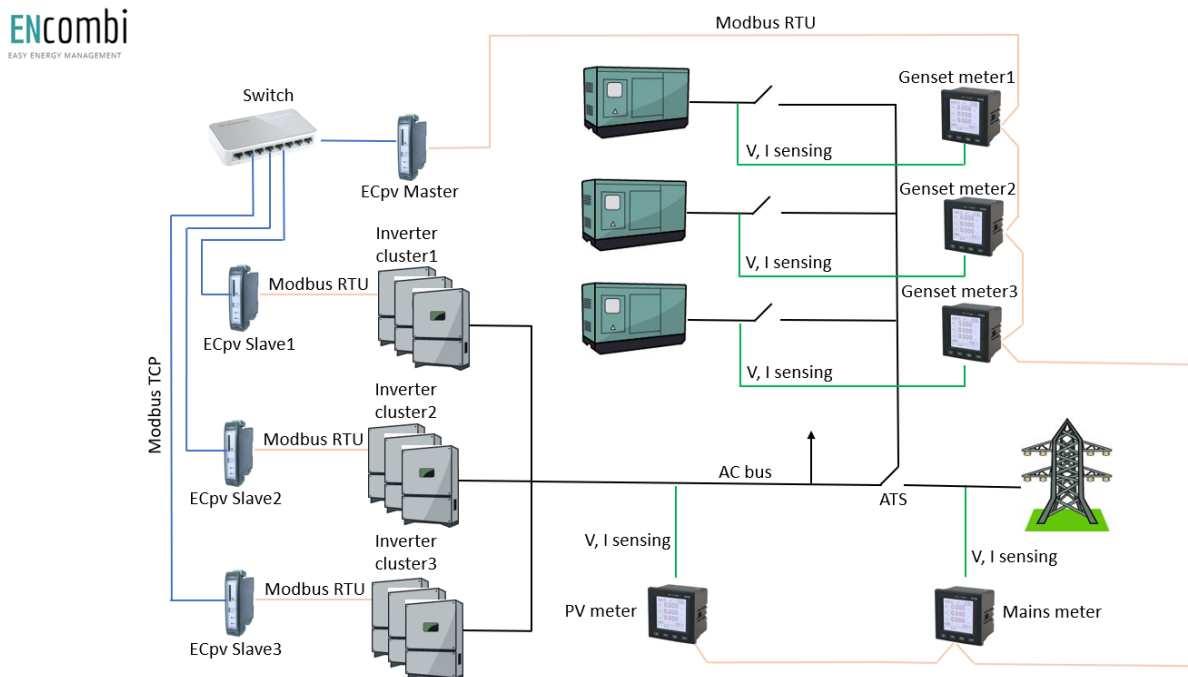 ENcombi
EASY ENERGY MANAGEMENT
Modbus RTU
Genset meter1
Switch
V, I sensing
ECpv Master
Genset meter2
Inverter
cluster1
V, I sensing
Modbus RTU
Genset meter3
ECpv Slave1
V, I sensing
Modbus TCP
Inverter
cluster2
Modbus RTU
AC bus
ATS
ECpv Slave2
Inverter
cluster3
V, I sensing
V, I sensing
Modbus RTU
PV meter
Mains meter
ECpv Slave3